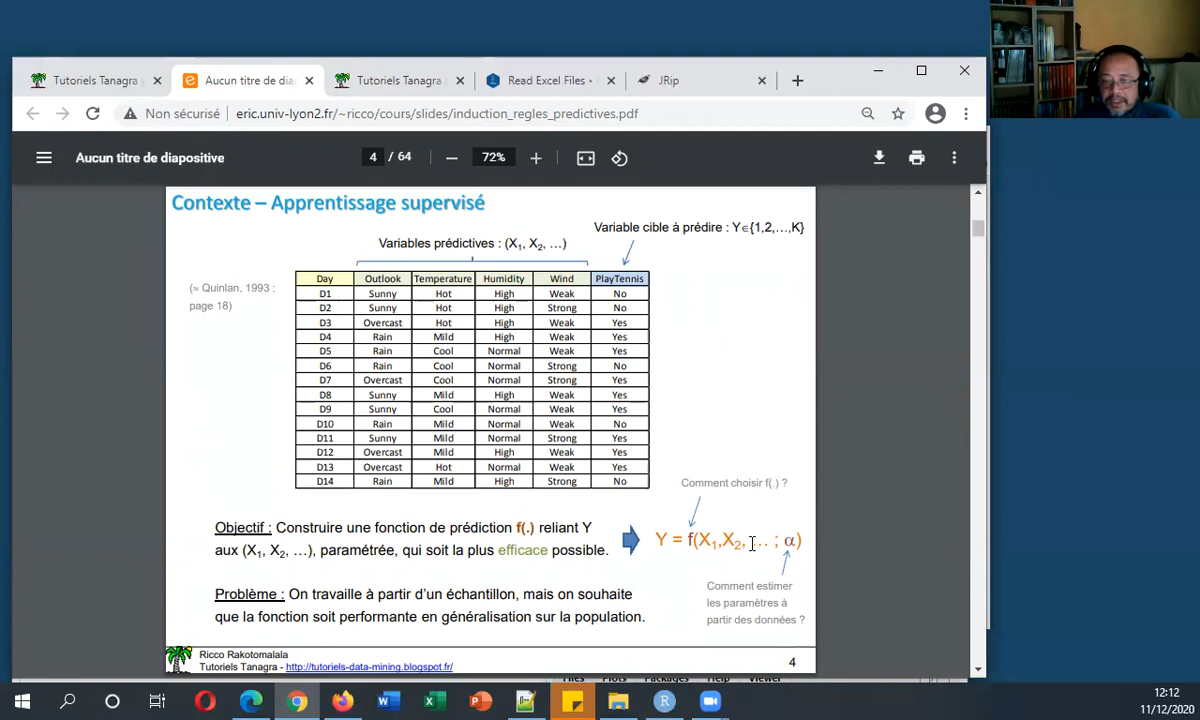 Tutoriels Tanagra
Aucun titre de dia
Tutoriels Tanagra
Read Excel Files •
JRip
Non sécurisé
eric.univ-lyon2.fr/~ricco/cours/slides/induction_regles_predictives.pdf
Aucun titre de diapositive
4 / 64
72%
Contexte – Apprentissage supervisé
Variable cible à prédire : Y∈{1,2,…,K}
Variables prédictives : (X1, X2, …)
(≈ Quinlan, 1993 :
page 18)
Day Outlook Temperature Humidity Wind PlayTennis
D1 Sunny Hot High Weak No
D2 Sunny Hot High Strong No
D3 Overcast Hot High Weak Yes
D4 Rain Mild High Weak Yes
D5 Rain Cool Normal Weak Yes
D6 Rain Cool Normal Strong No
D7 Overcast Cool Normal Strong Yes
D8 Sunny Mild High Weak Yes
D9 Sunny Cool Normal Weak Yes
D10 Rain Mild Normal Weak No
D11 Sunny Mild Normal Strong Yes
D12 Overcast Mild High Weak Yes
D13 Overcast Hot Normal Weak Yes
D14 Rain Mild High Strong No
Comment choisir f(.) ?
Objectif : Construire une fonction de prédiction f(.) reliant Y
aux (X1, X2, …), paramétrée, qui soit la plus efficace possible.
Y = f(X1,X2, … ; α)
Comment estimer
les paramètres à
partir des données ?
Problème : On travaille à partir d'un échantillon, mais on souhaite
que la fonction soit performante en généralisation sur la population.
Ricco Rakotomalala
Tutoriels Tanagra - http://tutoriels-data-mining.blogspot.fr/
4
Files Plots Packages Help Viewer
12:12
11/12/2020